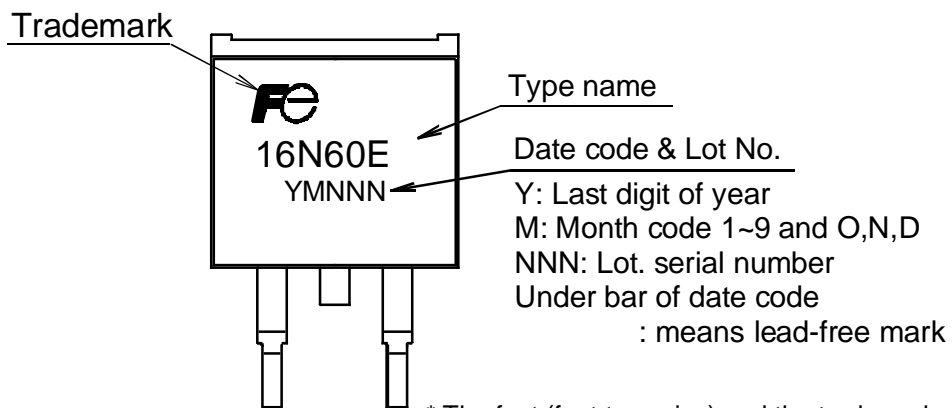 Trademark
Fe
Type name
16N60E
Date code & Lot No.
YMNNN
Y: Last digit of year
M: Month code 1~9 and O,N,D
NNN: Lot. serial number
Under bar of date code
: means lead-free mark